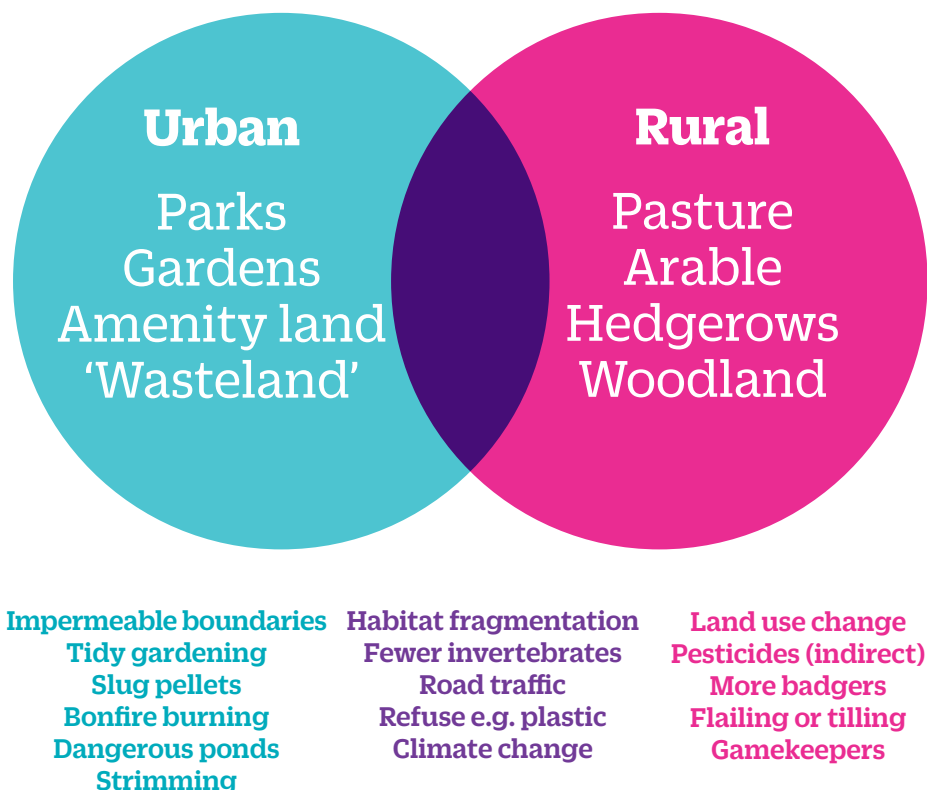 Urban
Parks
Gardens
Amenity land
‘Wasteland’
Rural
Pasture
Arable
Hedgerows
Woodland
Impermeable boundaries
Tidy gardening
Slug pellets
Bonfire burning
Dangerous ponds
Strimming
Habitat fragmentation
Fewer invertebrates
Road traffic
Refuse e.g. plastic
Climate change
Land use change
Pesticides (indirect)
More badgers
Flailing or tilling
Gamekeepers